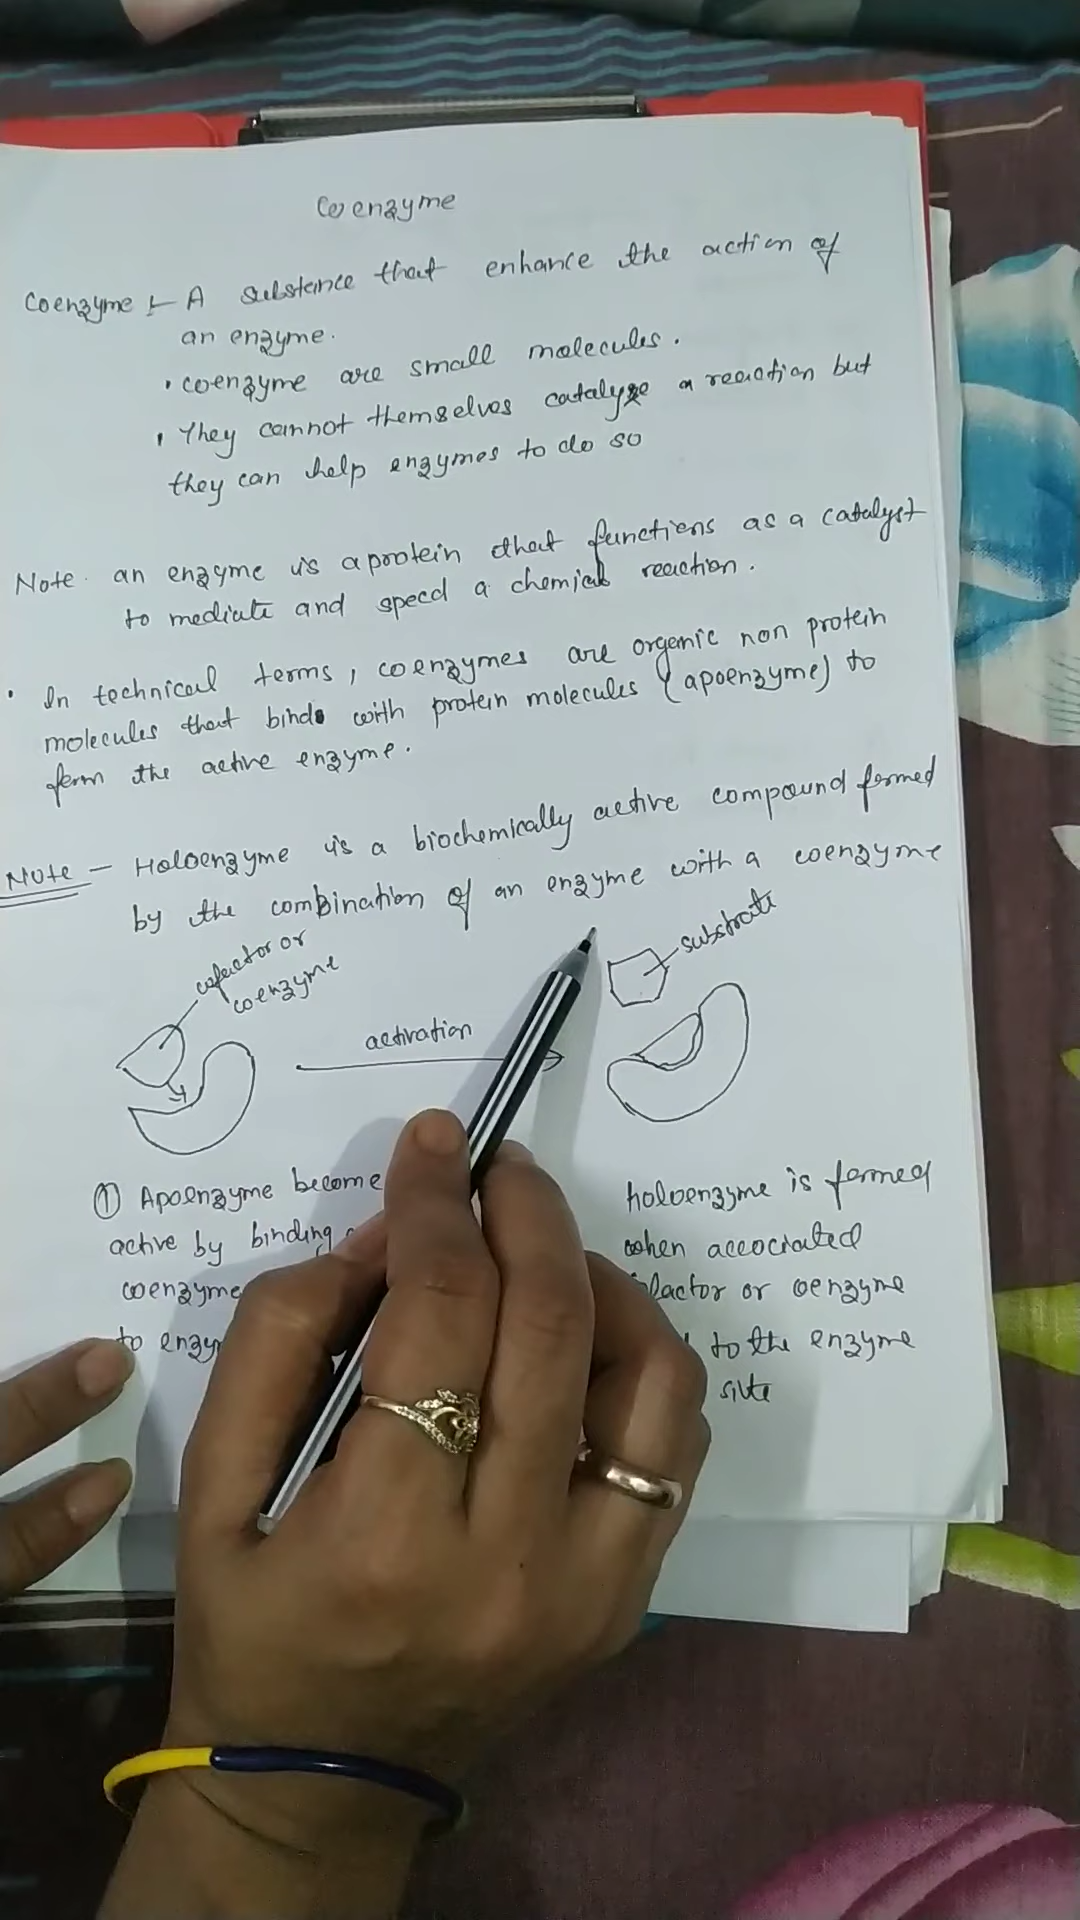 Coenzyme
Coenzyme :- A substance that enhance the action of
an enzyme.
• coenzyme are small molecules.
• They cannot themselves catalyze a reaction but
they can help enzymes to do so
Note. an enzyme is a protein that functions as a catalyst
to mediate and speed a chemical reaction.
• In technical terms, coenzymes are organic non protein
molecules that binds with protein molecules (apoenzyme) to
form the active enzyme.
Note - Holoenzyme is a biochemically active compound formed
by the combination of an enzyme with a coenzyme
cofactor or
coenzyme
activation
substrate
① Apoenzyme become
active by binding
coenzyme
to
holoenzyme is formed
when accociated
or oenzyme
to the enzyme
site